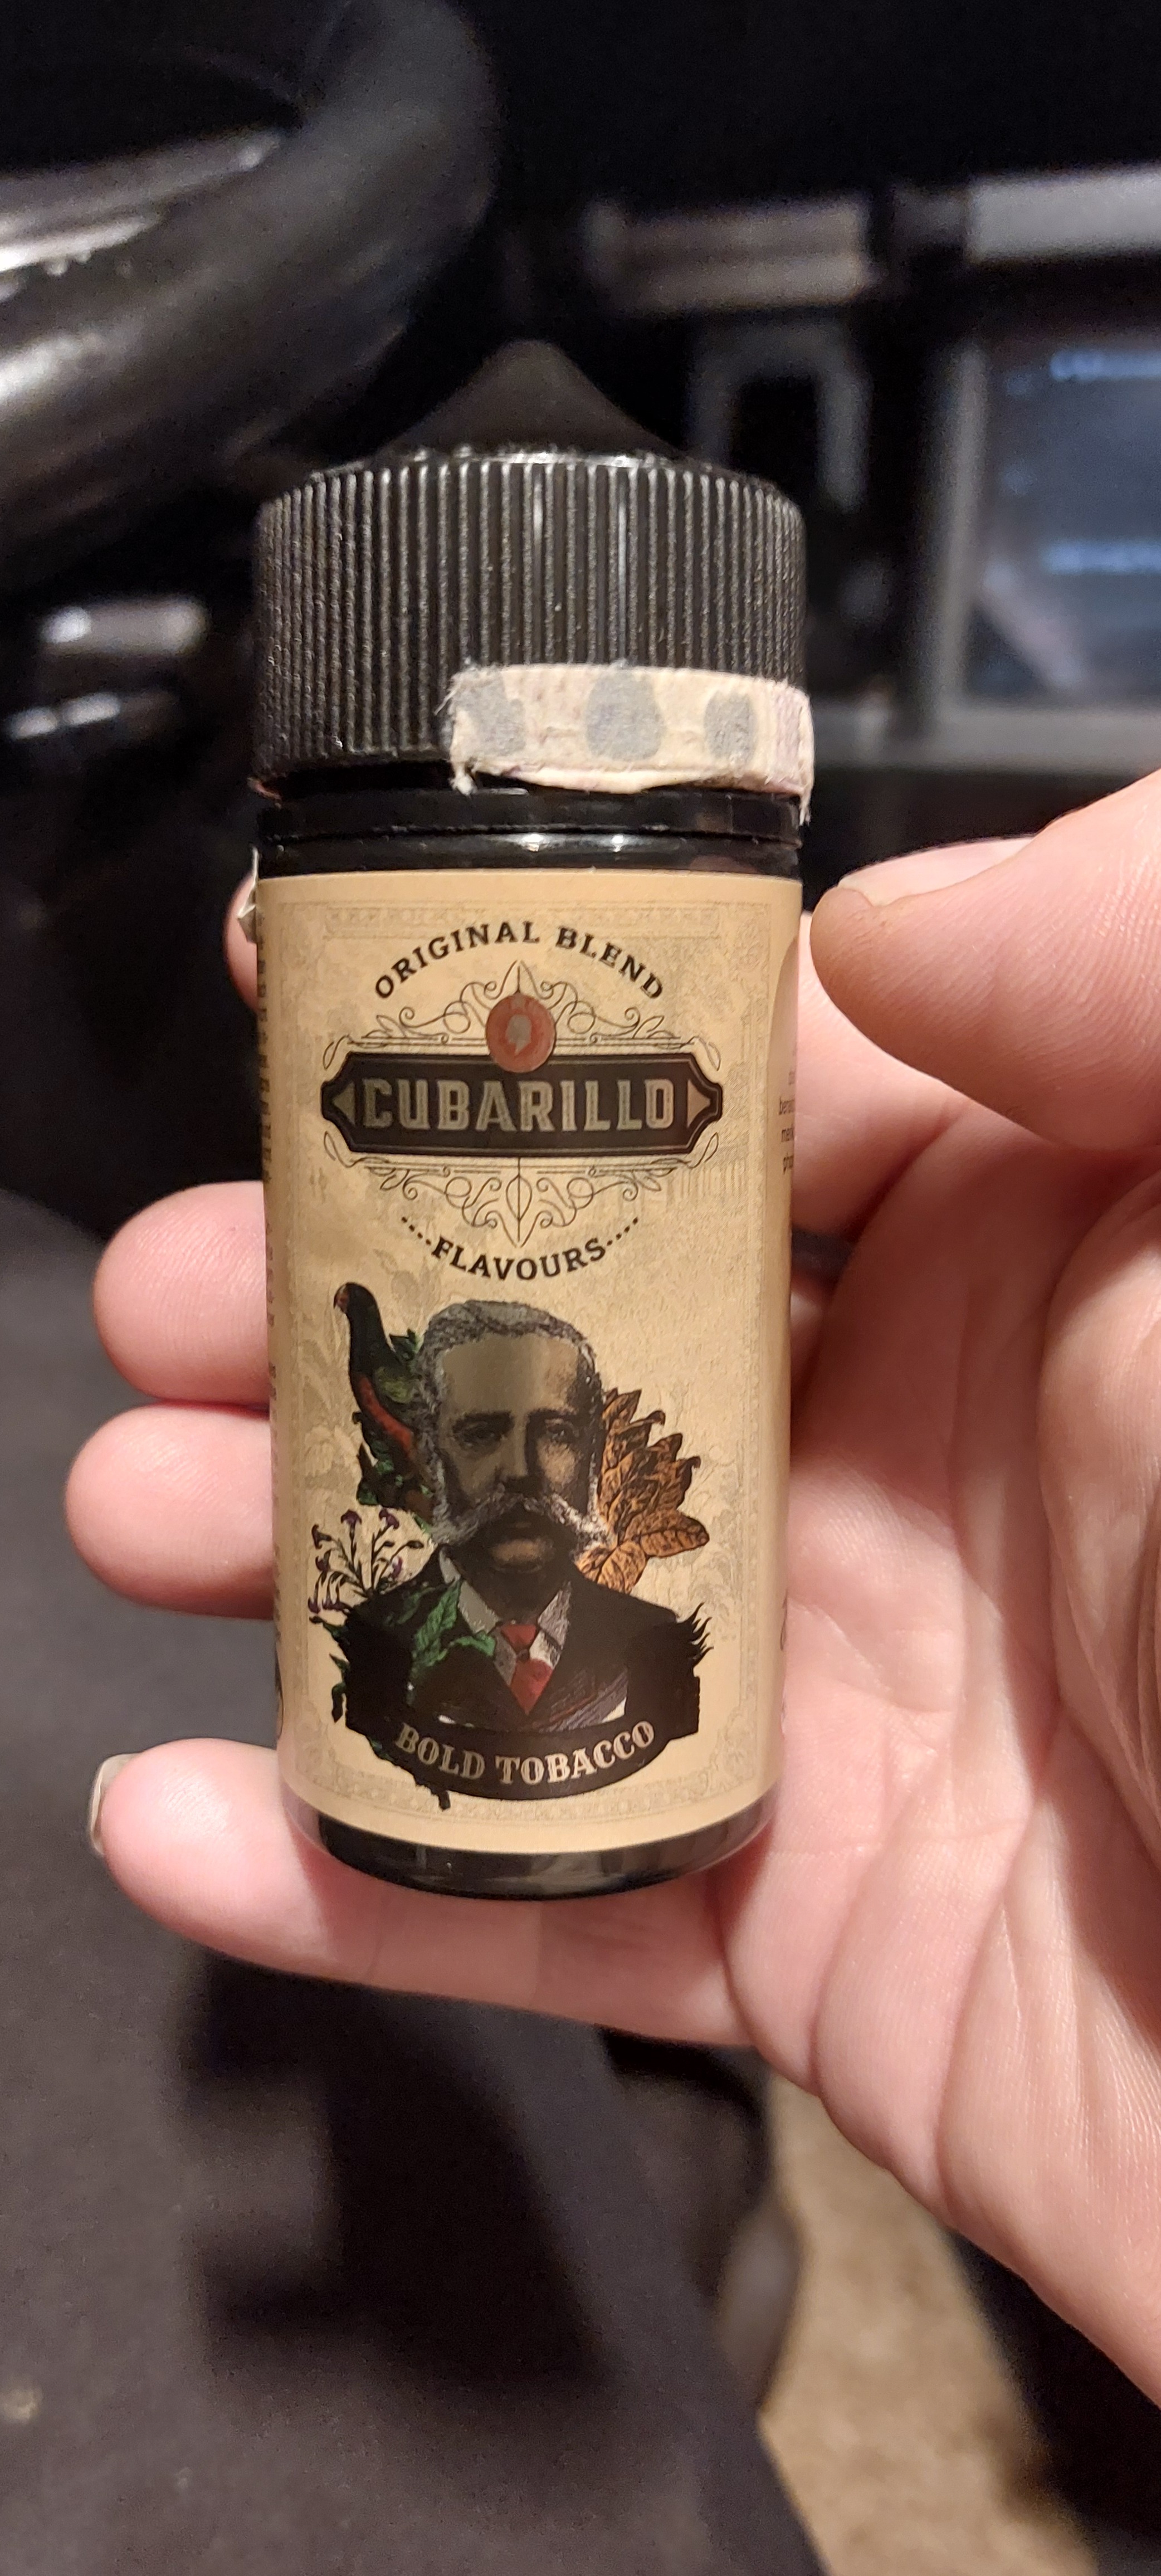 ORIGINAL BLEND
CUBARILLO
FLAVOURS
BOLD TOBACCO